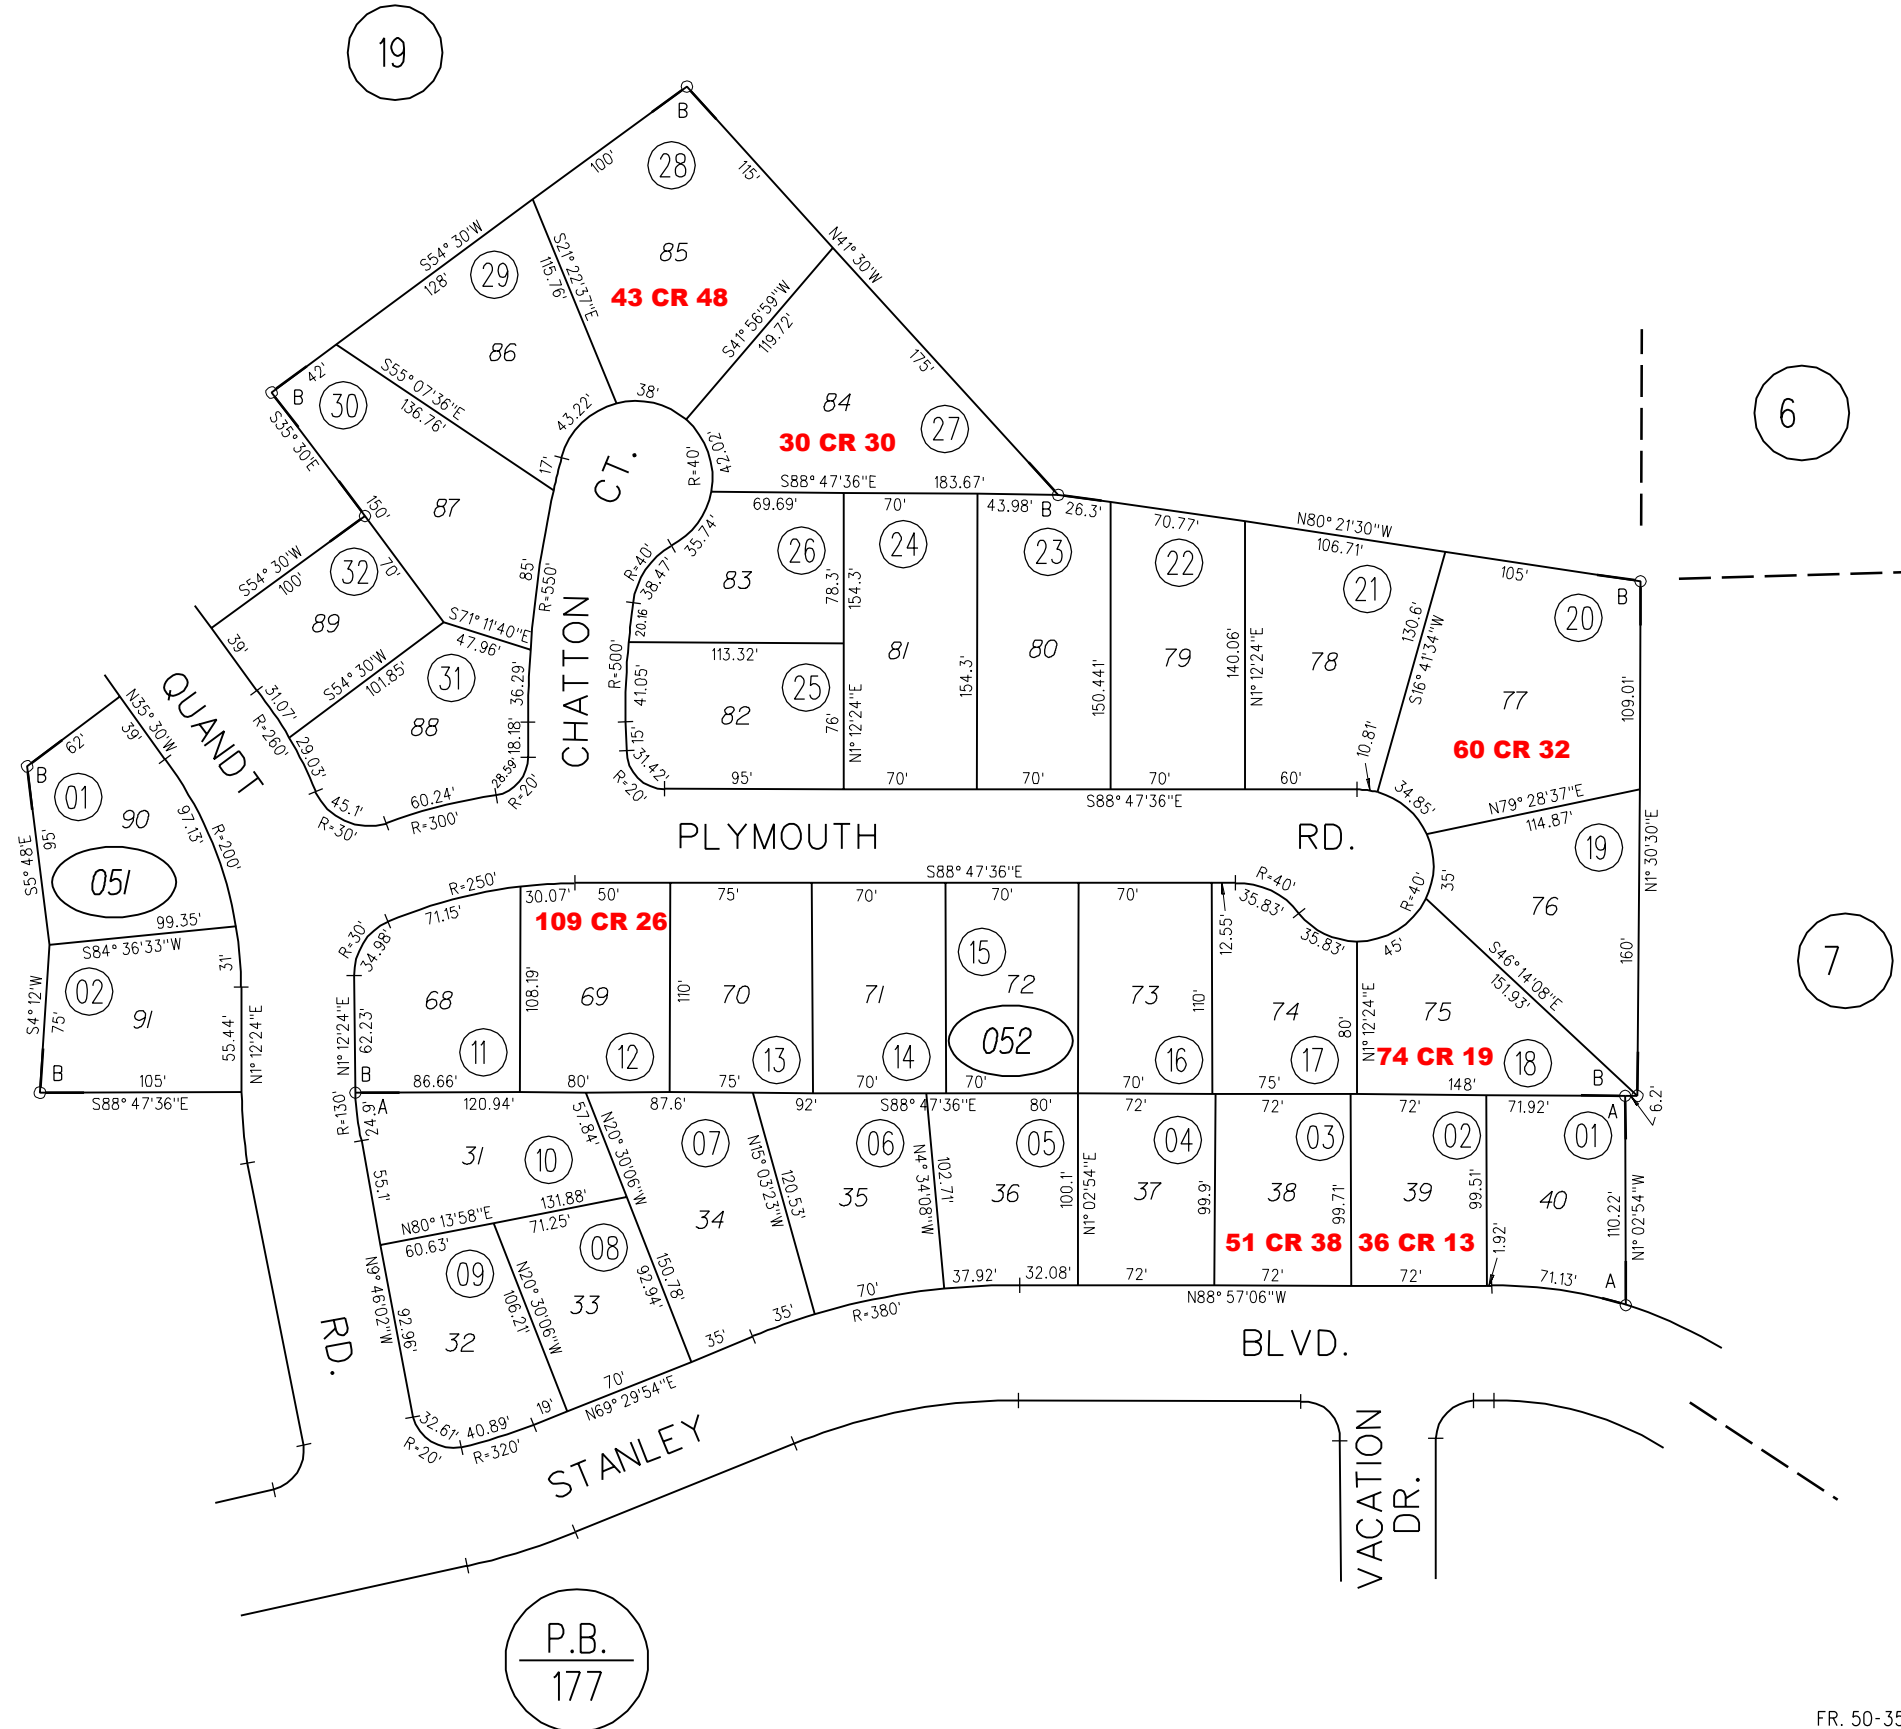 19
B
28
100'
115'
S54° 30'W
128'
29
S21° 22'37"E
115.76'
85
43 CR 48
N41° 30'W
S41° 56'59"W
119.72'
86
175'
42'
B
30
S55° 07'36"E
136.76'
S35° 30'E
43.22'
38'
84
30 CR 30
27
6
17'
CT.
R=40'
42.02'
S88° 47'36"E
183.67'
87
150'
69.69'
70'
43.98'
B
26.3'
70.77'
N80° 21'30"W
106.71'
105'
S54° 30'W
100'
32
70'
85'
R=550'
R=40'
38.47'
35.74'
26
24
23
22
21
B
20
83
78.3'
154.3'
130.6'
S16° 41'34"W
89
39'
S71° 11'40"E
47.96'
20.16
113.32'
81
80
79
78
140.06'
N1° 12'24"E
S54° 30'W
101.85'
31
36.29'
CHATTON
R=500'
41.05'
25
82
76'
N1° 12'24"E
154.3'
150.441'
77
109.01'
QUANDT
N35° 30'W
39'
62'
31.07'
R=260'
29.03'
88
18.18'
15'
31.42'
R=20'
60 CR 32
10.81'
B
01
90
95'
S5° 48'E
97.13'
R=200'
45.1'
R=30'
60.24'
R=300'
28.59'
R=20'
95'
70'
70'
70'
60'
S88° 47'36"E
34.85'
N79° 28'37"E
114.87'
PLYMOUTH
RD.
19
N1° 30'30"E
051
99.35'
S84° 36'33"W
R=250'
71.15'
30.07'
50'
75'
S88° 47'36"E
70'
70'
70'
R=40'
35.83'
35.83'
R=40'
35'
45'
76
109 CR 26
12.55'
R=30'
34.98'
31'
02
S4° 12'W
75'
91
55.44'
N1° 12'24"E
N1° 12'24"E
62.23'
68
108.19'
69
110'
70
71
15
72
052
73
110'
74
80'
N1° 12'24"E
75
S46° 14'08"E
151.93'
160'
7
11
12
13
14
16
17
74 CR 19
18
B
B
105'
S88° 47'36"E
B
A
86.66'
80'
75'
70'
70'
70'
75'
148'
B
A
6.2'
120.94'
87.6'
92'
S88° 47'36"E
80'
72'
72'
72'
71.92'
R=130'
24.9'
57.84'
N20° 30'06"W
07
06
05
04
03
02
01
55.1'
31
10
N15° 03'23"W
120.53'
35
N4° 34'08"W
102.71'
36
100.1'
N1° 02'54"E
37
99.9'
38
99.71'
39
99.51'
40
110.22'
N1° 02'54"W
N80° 13'58"E
131.88'
60.63'
71.25'
34
09
08
51 CR 38
36 CR 13
1.92'
N9° 46'02"W
92.96'
N20° 30'06"W
106.21'
33
150.78'
92.94'
37.92'
32.08'
72'
72'
72'
71.13'
A
32
70'
R=380'
N88° 57'06"W
RD.
35'
35'
BLVD.
70'
N69° 29'54"E
19'
32.61'
R=20'
40.89'
R=320'
STANLEY
VACATION
DR.
P.B.
177
FR. 50-35